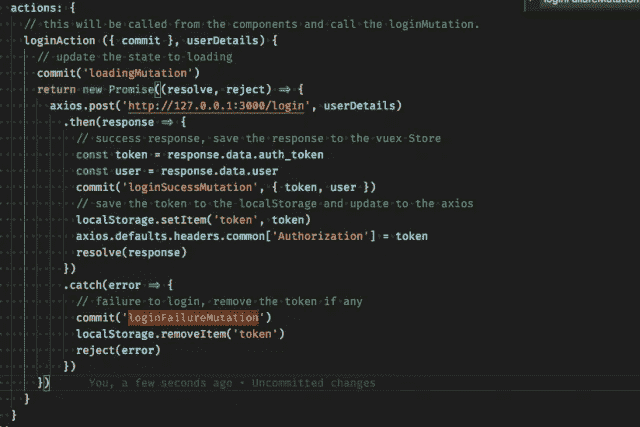 loginFailureMutation
actions: {
// this will be called from the components and call the loginMutation.
loginAction ({ commit }, userDetails) {
// update the state to loading
commit('loadingMutation')
return new Promise((resolve, reject) => {
axios.post('http://127.0.0.1:3000/login', userDetails)
.then(response => {
// success response, save the response to the vuex Store
const token = response.data.auth_token
const user = response.data.user
commit('loginSucessMutation', { token, user })
// save the token to the localStorage and update to the axios
localStorage.setItem('token', token)
axios.defaults.headers.common['Authorization'] = token
resolve(response)
})
.catch(error => {
// failure to login, remove the token if any
commit('loginFailureMutation')
localStorage.removeItem('token')
reject(error)
})
}) You, a few seconds ago • Uncommitted changes
}
}